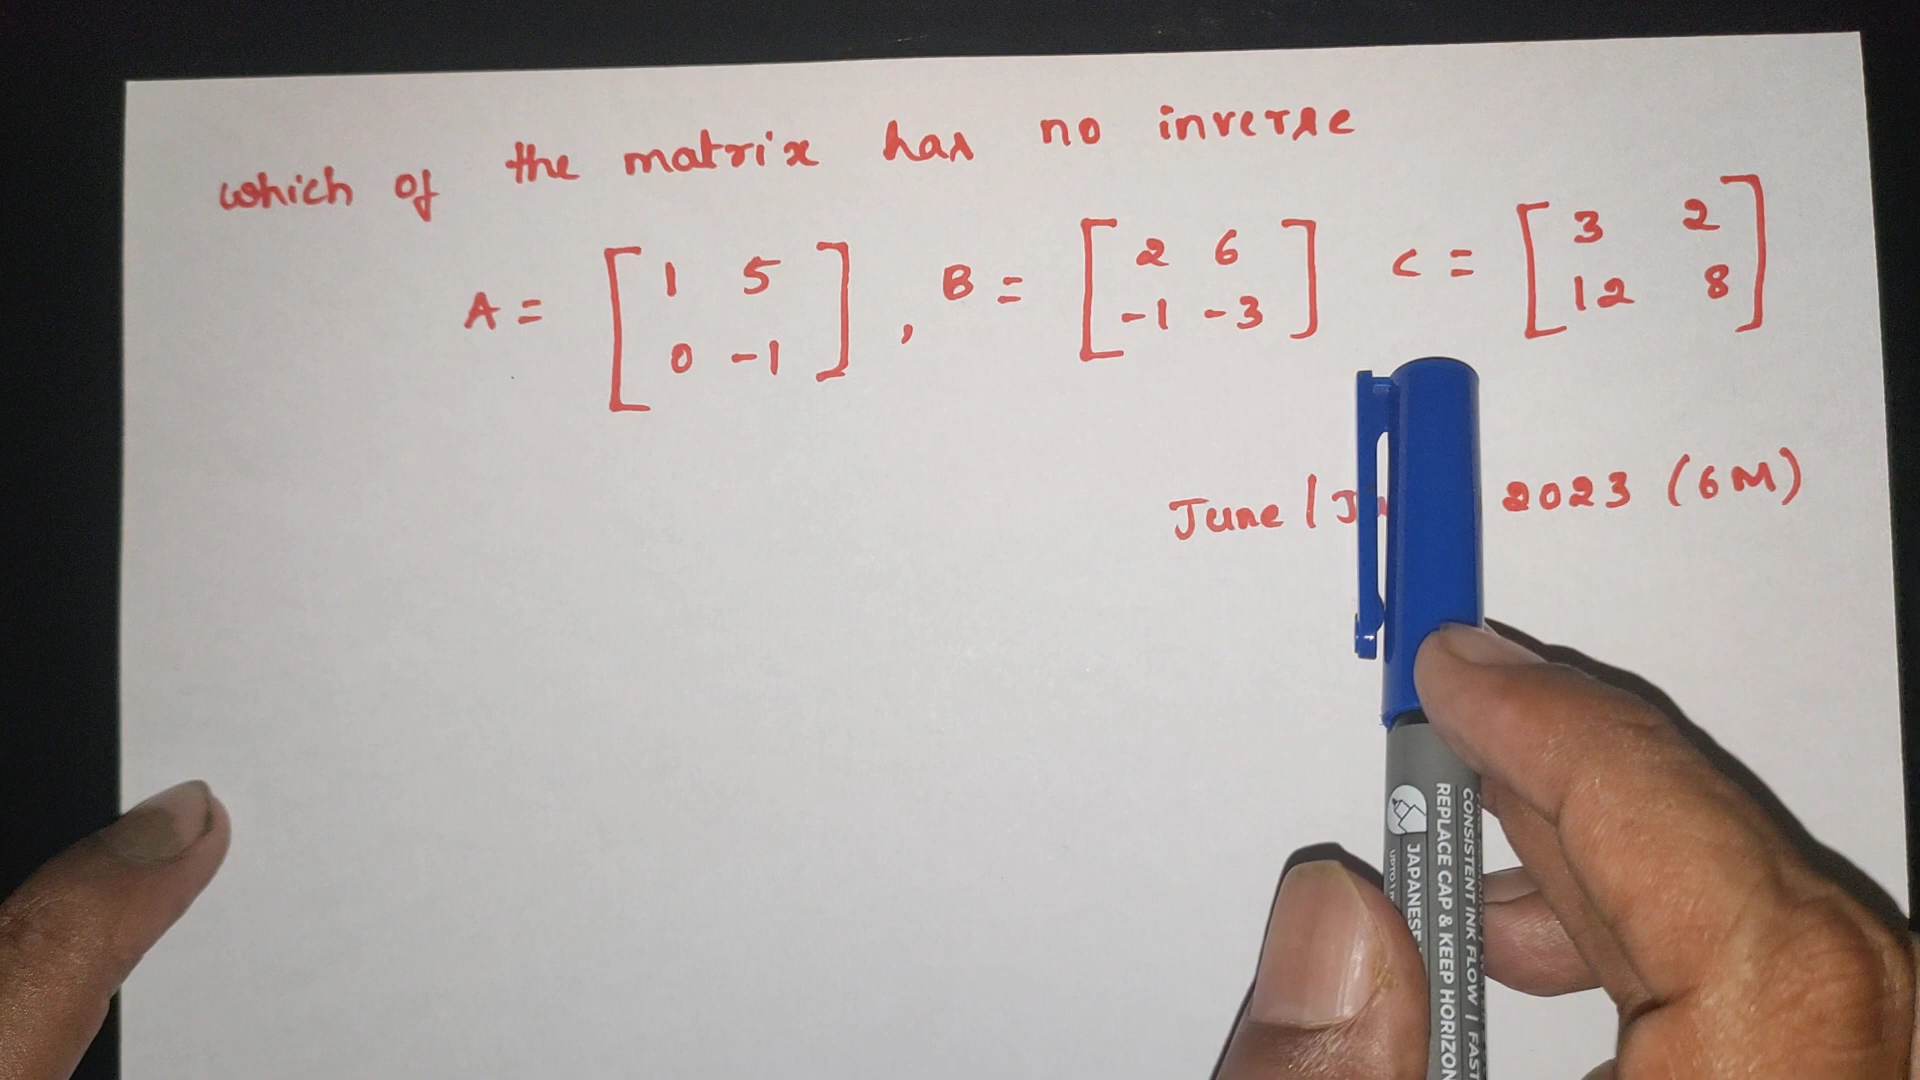 which of the matrix has no inverse
A = [ 1 5 ] , B = [ 2 6 ] C = [ 3 2 ]
0 -1 -1 -3 12 8
June / 2023 (6M)
CONSISTENT INK FLOW | FAST
REPLACE CAP & KEEP HORIZON
JAPANESE